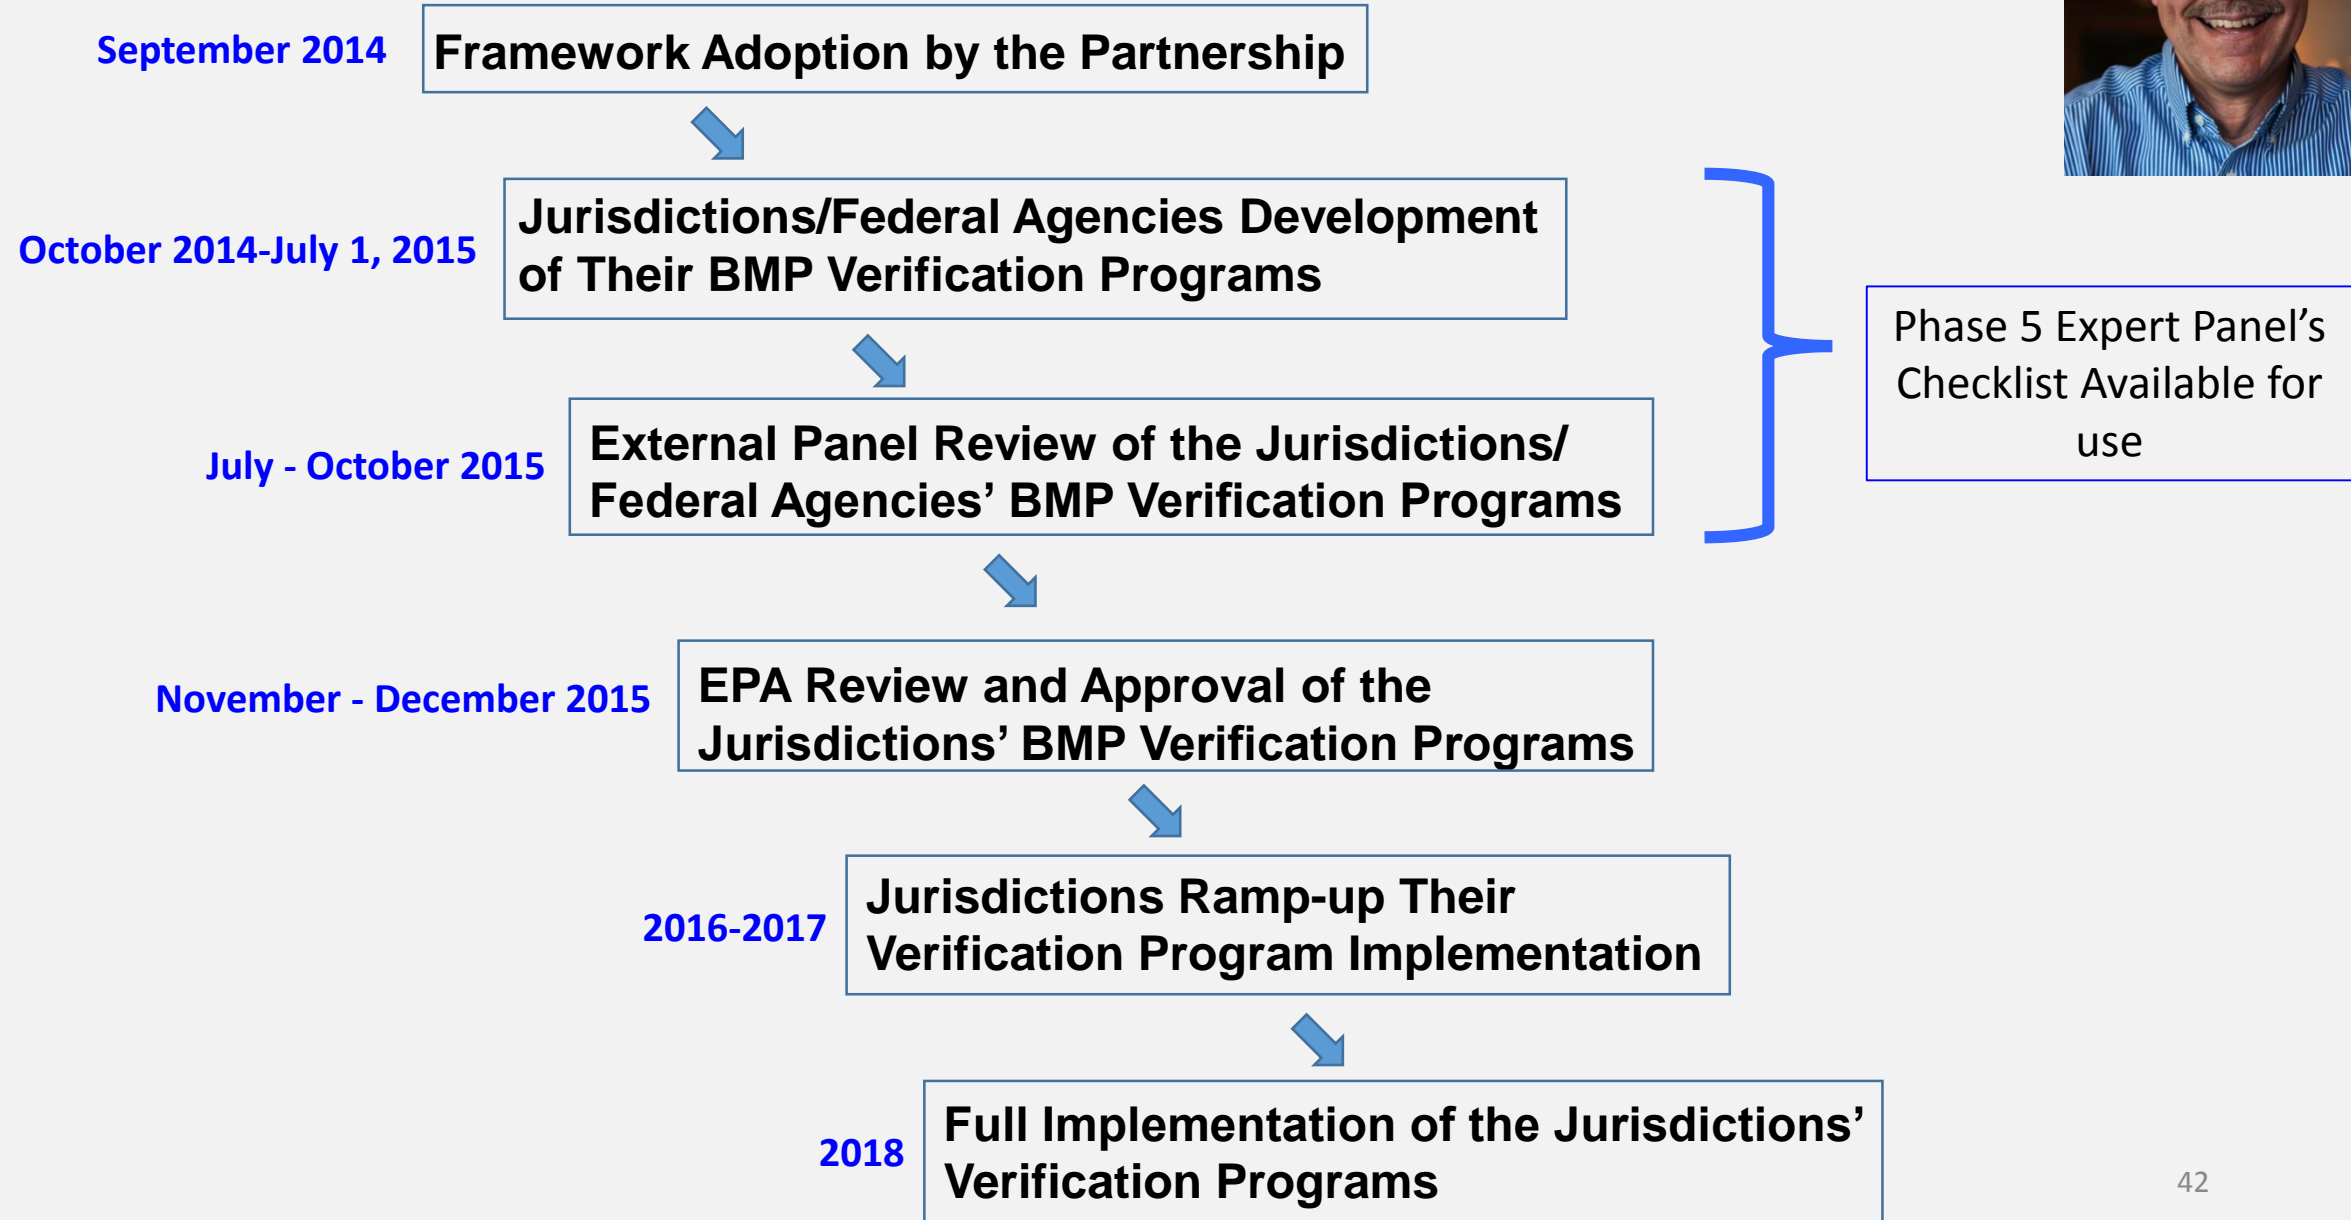 September 2014
Framework Adoption by the Partnership
October 2014-July 1, 2015
Jurisdictions/Federal Agencies Development
of Their BMP Verification Programs
July - October 2015
External Panel Review of the Jurisdictions/
Federal Agencies’ BMP Verification Programs
Phase 5 Expert Panel’s
Checklist Available for
use
November - December 2015
EPA Review and Approval of the
Jurisdictions’ BMP Verification Programs
2016-2017
Jurisdictions Ramp-up Their
Verification Program Implementation
2018
Full Implementation of the Jurisdictions’
Verification Programs
42